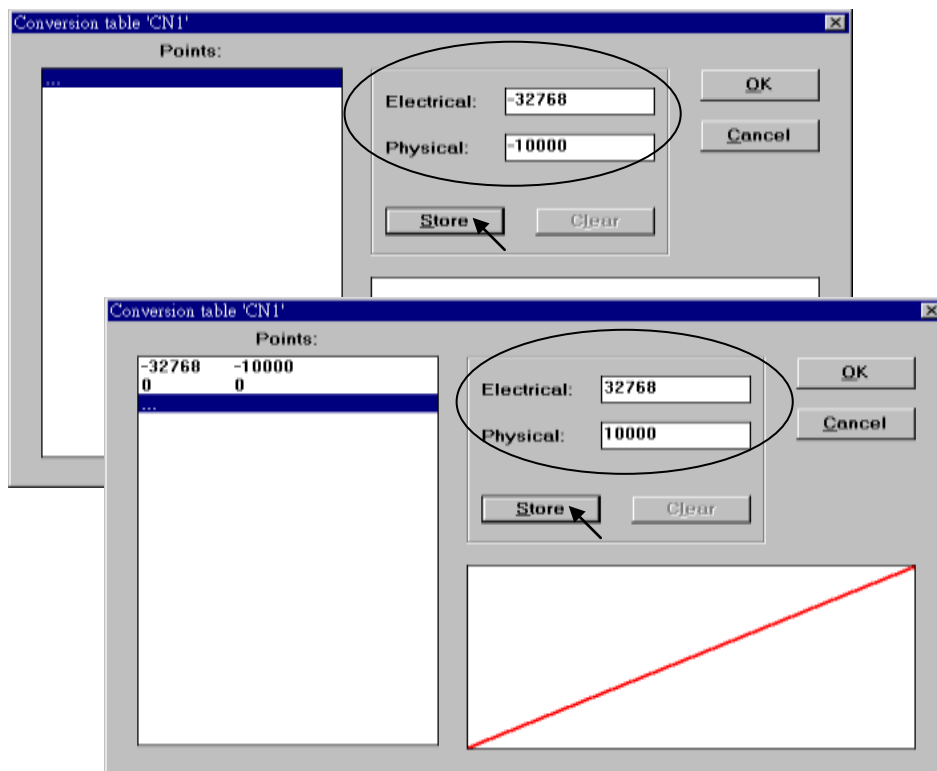 Conversion table 'CN1'
Points:
...
Electrical: -32768
Physical: -10000
OK
Cancel
Store Clear
Conversion table 'CN1'
Points:
-32768 -10000
0 0
...
Electrical: 32768
Physical: 10000
OK
Cancel
Store Clear